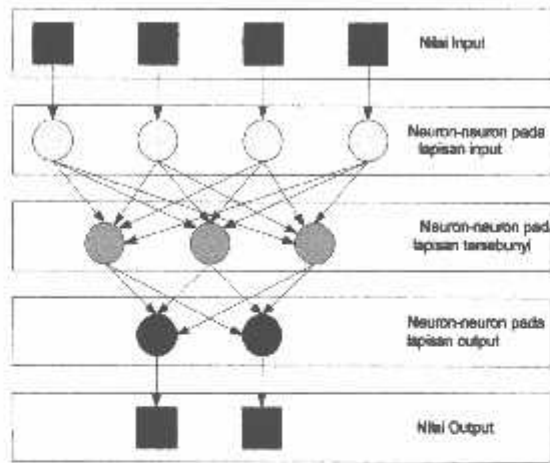 Nilai Input
Neuron-neuron pada
lapisan input
Neuron-neuron pada
lapisan tersebunyi
Neuron-neuron pada
lapisan output
Nilai Output